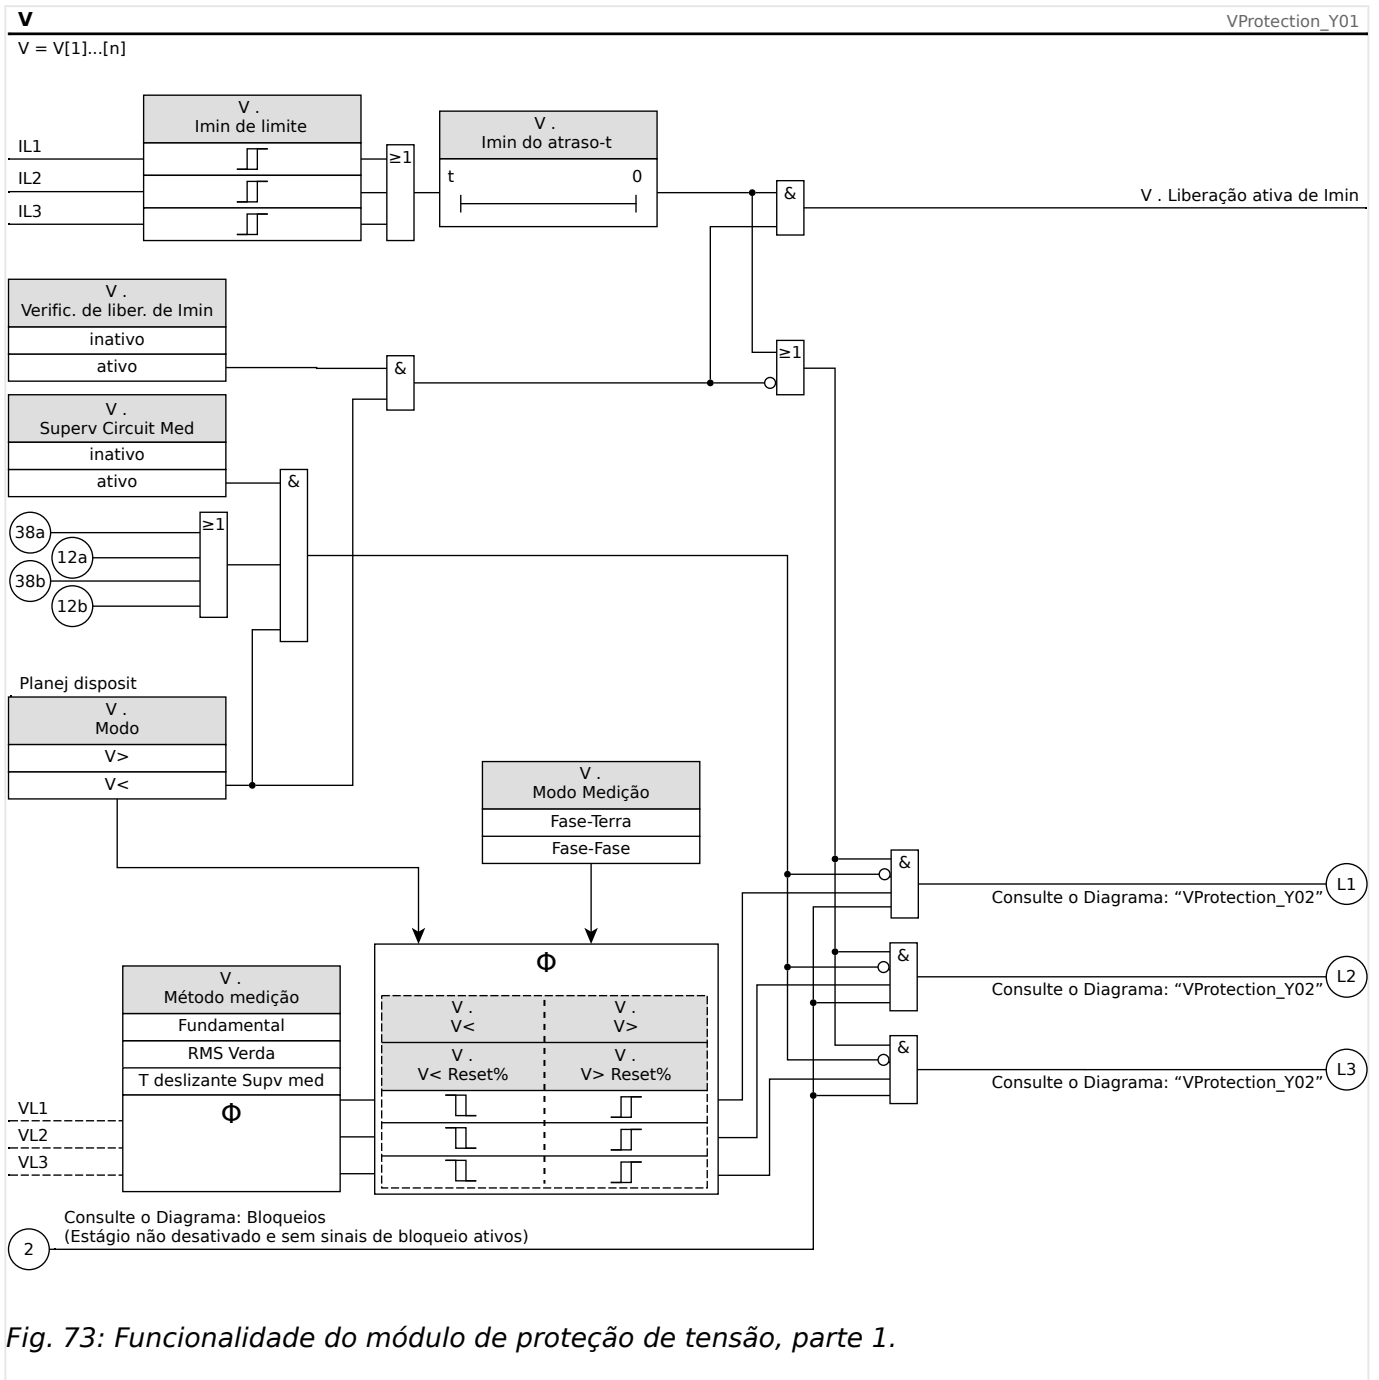 V
VProtection_Y01
V = V[1]...[n]
V .
Imin de limite
IL1
IL2
IL3
≥1
V .
Imin do atraso-t
t
0
&
V . Liberação ativa de Imin
V .
Verific. de liber. de Imin
inativo
ativo
&
≥1
V .
Superv Circuit Med
inativo
ativo
&
38a
12a
38b
12b
≥1
Planej disposit
V .
Modo
V>
V<
V .
Modo Medição
Fase-Terra
Fase-Fase
&
L1
Consulte o Diagrama: “VProtection_Y02”
&
L2
Consulte o Diagrama: “VProtection_Y02”
&
L3
Consulte o Diagrama: “VProtection_Y02”
V .
Método medição
Fundamental
RMS Verda
T deslizante Supv med
Φ
VL1
VL2
VL3
Φ
V .
V<
V .
V>
V .
V< Reset%
V .
V> Reset%
Consulte o Diagrama: Bloqueios
(Estágio não desativado e sem sinais de bloqueio ativos)
2
Fig. 73: Funcionalidade do módulo de proteção de tensão, parte 1.